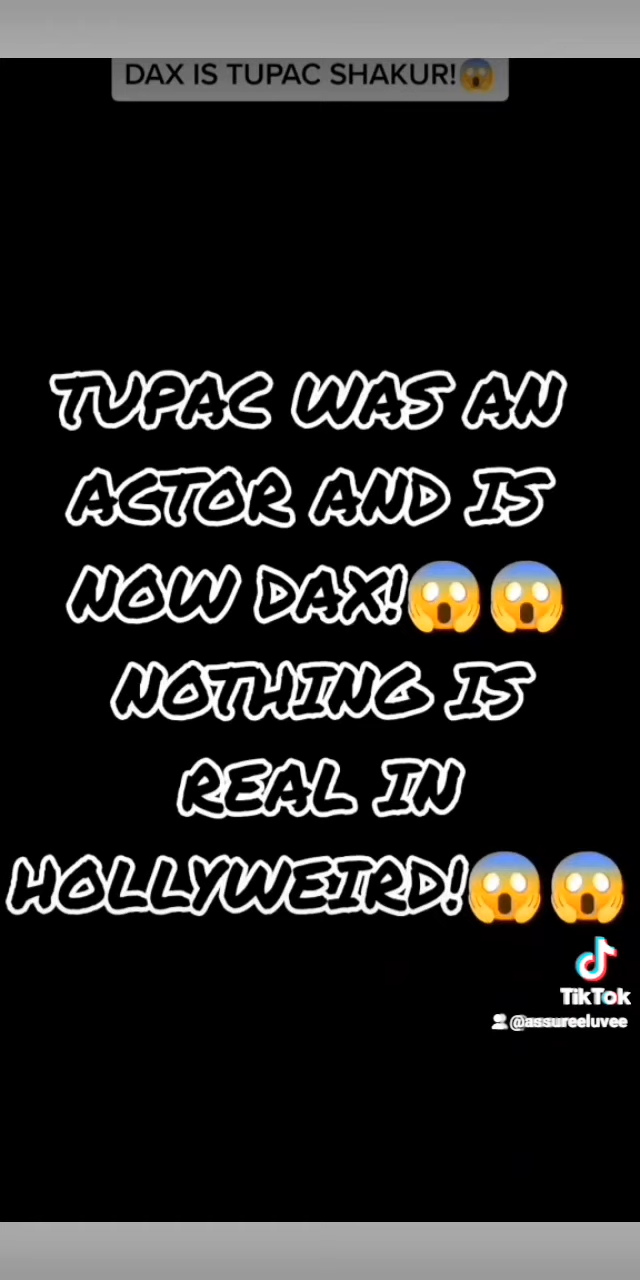 DAX IS TUPAC SHAKUR!😱
TUPAC WAS AN
ACTOR AND IS
NOW DAX!😱😱
NOTHING IS
REAL IN
HOLLYWEIRD!😱😱
TikTok
@assureeluvee